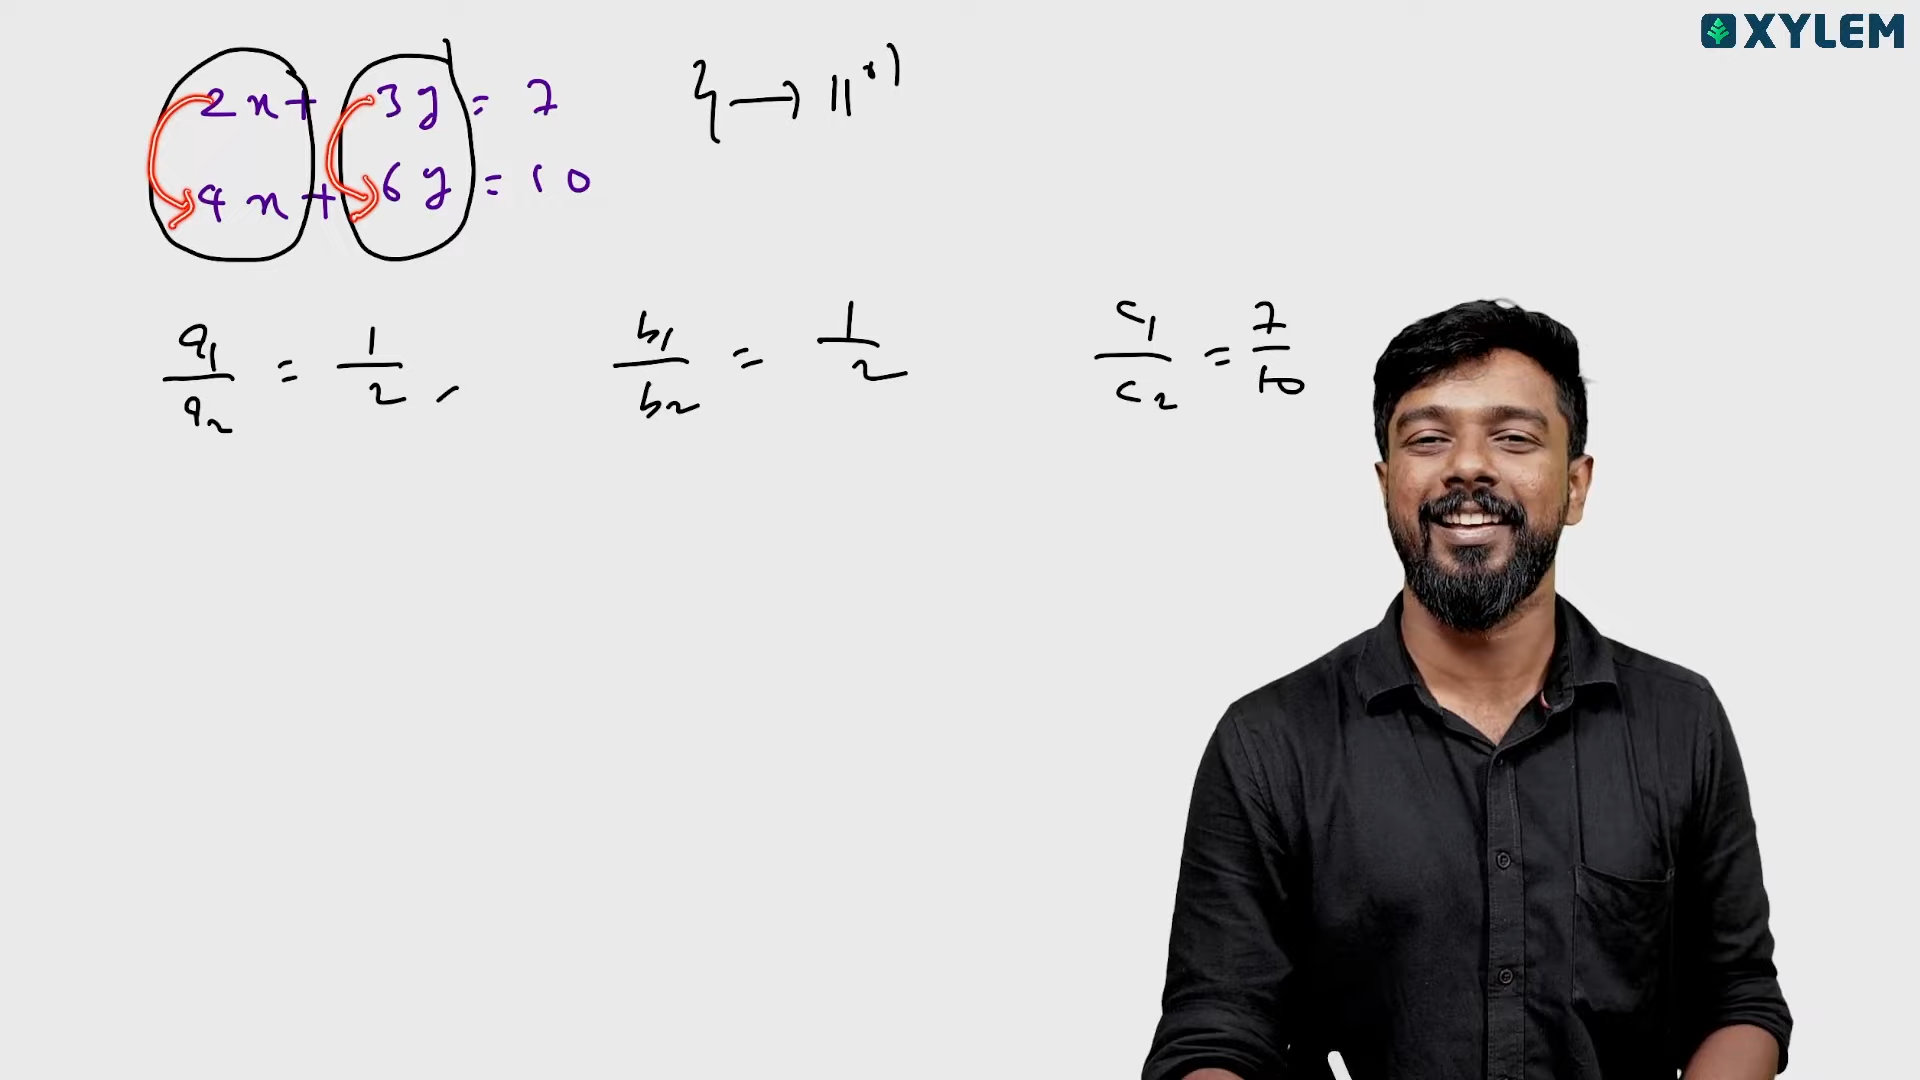 XYLEM
2x + 3y = 7 } → ||el
4x + 6y = 10
a1/a2 = 1/2, b1/b2 = 1/2 c1/c2 = 7/10